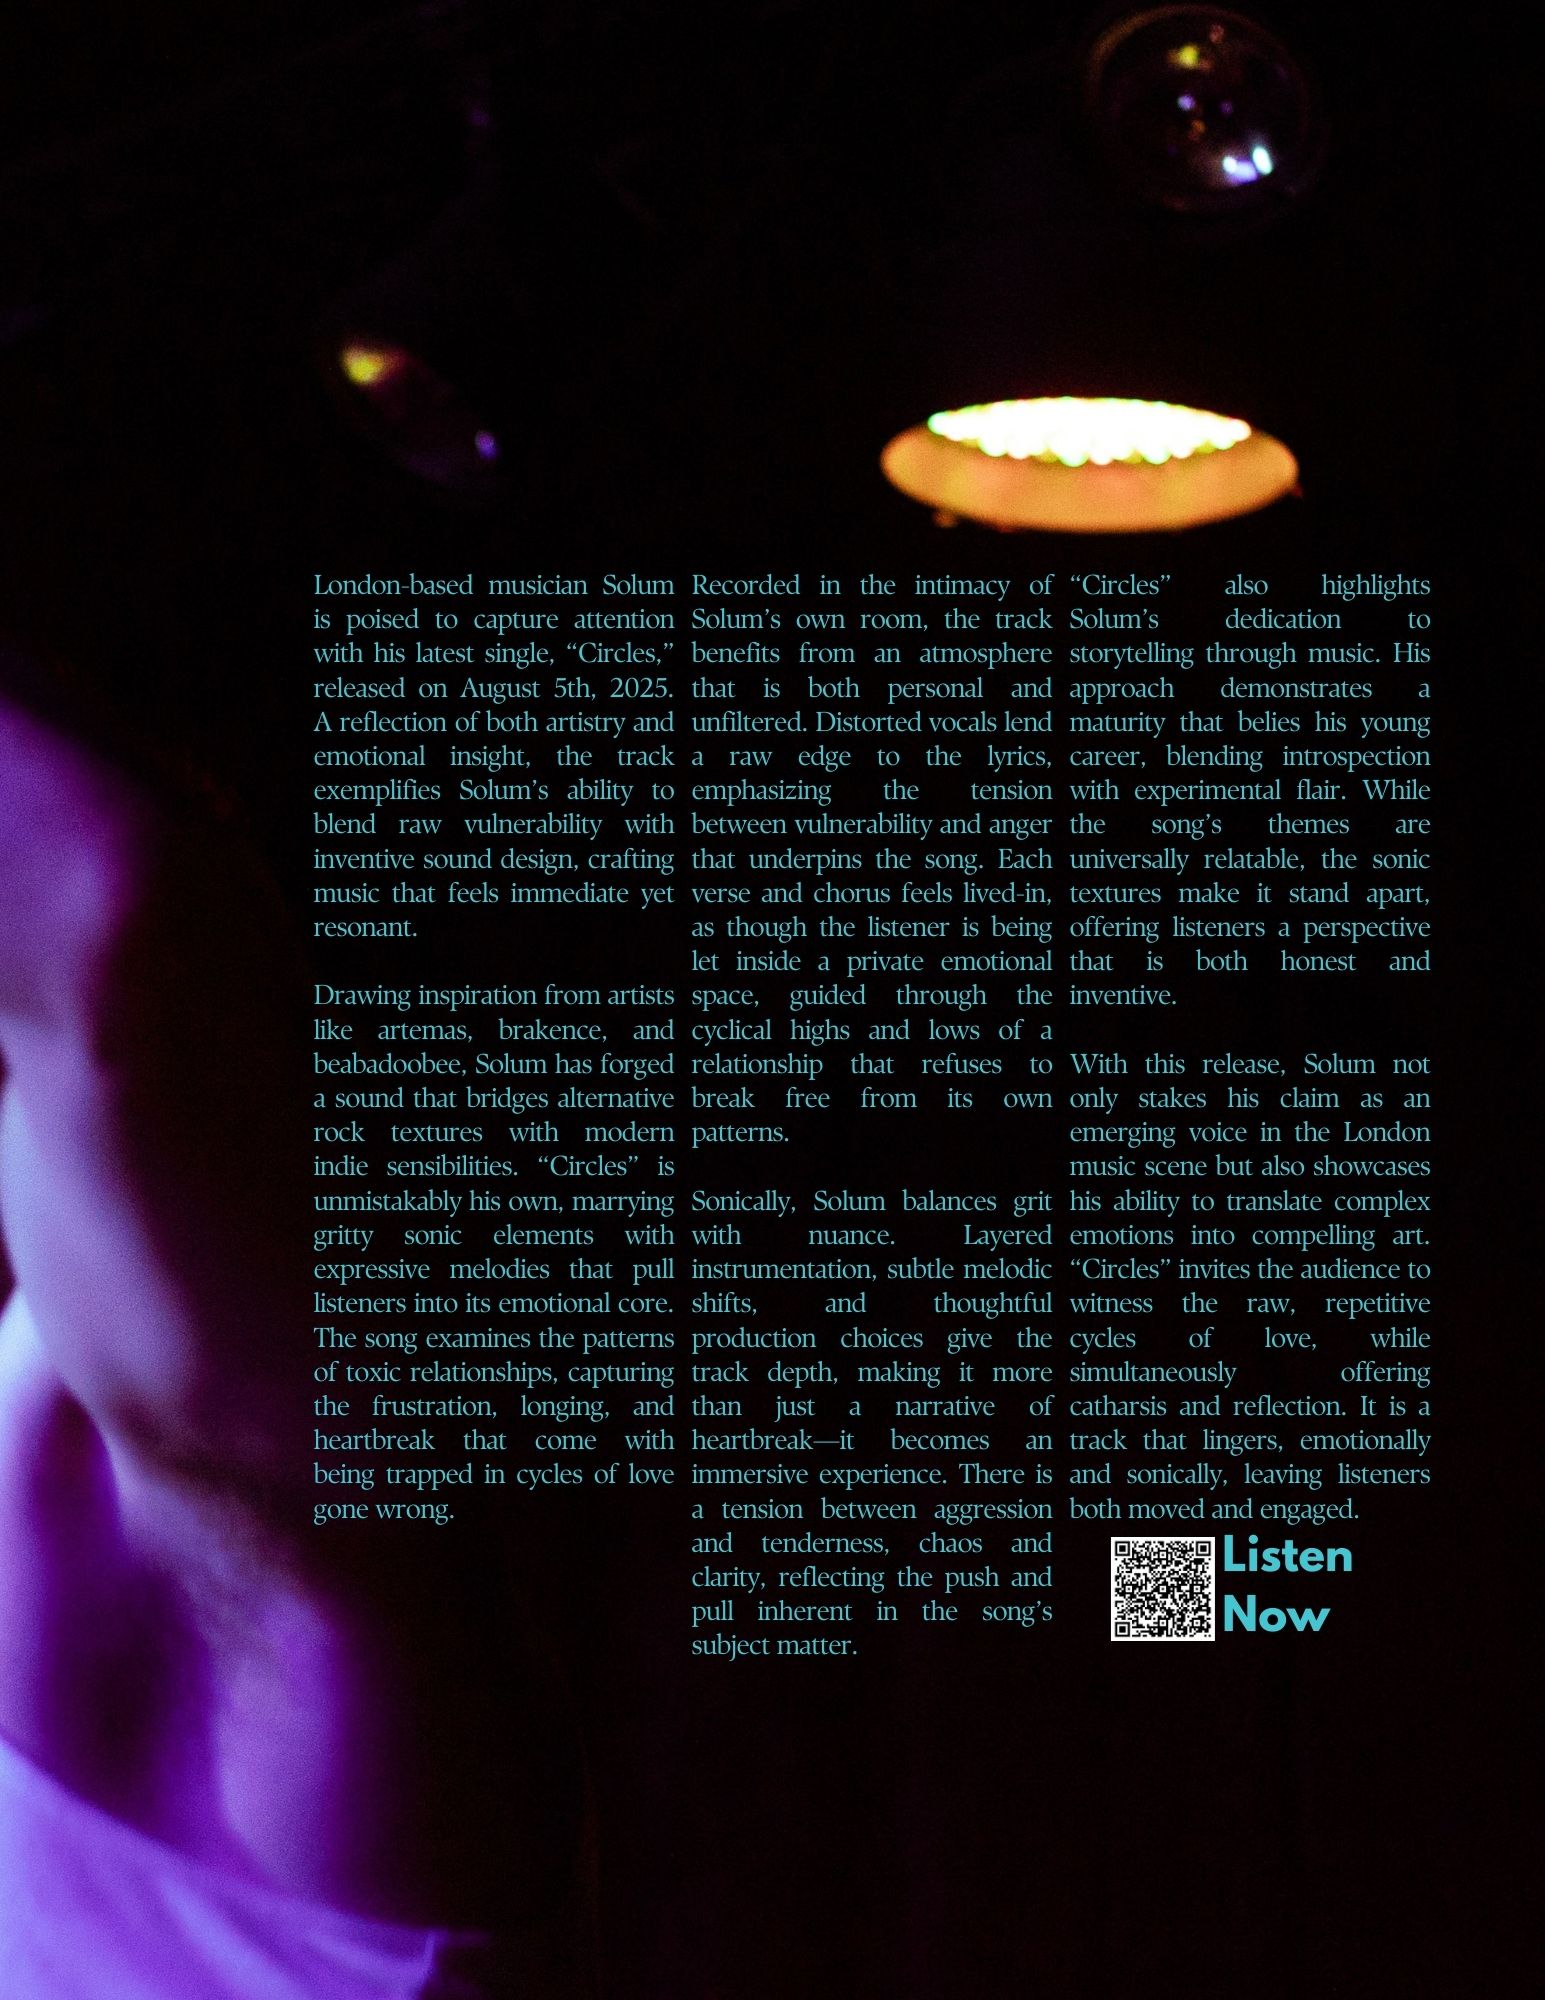 London-based musician Solum
is poised to capture attention
with his latest single, “Circles,”
released on August 5th, 2025.
A reflection of both artistry and
emotional insight, the track
exemplifies Solum’s ability to
blend raw vulnerability with
inventive sound design, crafting
music that feels immediate yet
resonant.
Drawing inspiration from artists
like artemas, brakence, and
beabadoobee, Solum has forged
a sound that bridges alternative
rock textures with modern
indie sensibilities. “Circles” is
unmistakably his own, marrying
gritty sonic elements with
expressive melodies that pull
listeners into its emotional core.
The song examines the patterns
of toxic relationships, capturing
the frustration, longing, and
heartbreak that come with
being trapped in cycles of love
gone wrong.
Recorded in the intimacy of
Solum’s own room, the track
benefits from an atmosphere
that is both personal and
unfiltered. Distorted vocals lend
a raw edge to the lyrics,
emphasizing the tension
between vulnerability and anger
that underpins the song. Each
verse and chorus feels lived-in,
as though the listener is being
let inside a private emotional
space, guided through the
cyclical highs and lows of a
relationship that refuses to
break free from its own
patterns.
Sonically, Solum balances grit
with nuance. Layered
instrumentation, subtle melodic
shifts, and thoughtful
production choices give the
track depth, making it more
than just a narrative of
heartbreak—it becomes an
immersive experience. There is
a tension between aggression
and tenderness, chaos and
clarity, reflecting the push and
pull inherent in the song’s
subject matter.
“Circles” also highlights
Solum’s dedication to
storytelling through music. His
approach demonstrates a
maturity that belies his young
career, blending introspection
with experimental flair. While
the song’s themes are
universally relatable, the sonic
textures make it stand apart,
offering listeners a perspective
that is both honest and
inventive.
With this release, Solum not
only stakes his claim as an
emerging voice in the London
music scene but also showcases
his ability to translate complex
emotions into compelling art.
“Circles” invites the audience to
witness the raw, repetitive
cycles of love, while
simultaneously offering
catharsis and reflection. It is a
track that lingers, emotionally
and sonically, leaving listeners
both moved and engaged.
Listen
Now